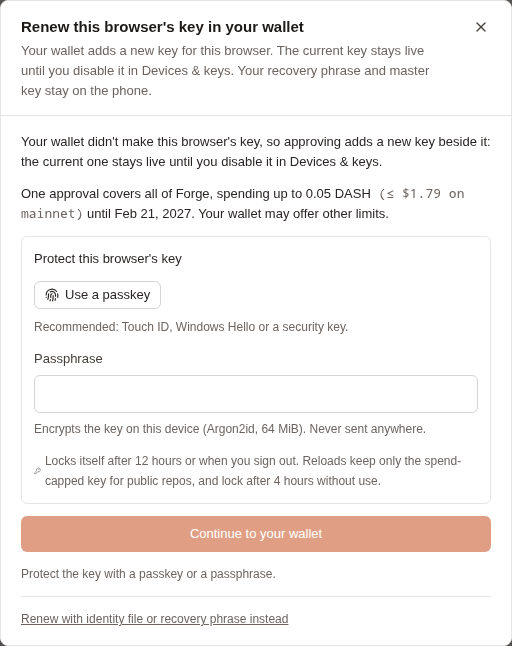 Renew this browser's key in your wallet
Your wallet adds a new key for this browser. The current key stays live
until you disable it in Devices & keys. Your recovery phrase and master
key stay on the phone.
Your wallet didn't make this browser's key, so approving adds a new key beside it:
the current one stays live until you disable it in Devices & keys.
One approval covers all of Forge, spending up to 0.05 DASH (≤ $1.79 on
mainnet) until Feb 21, 2027. Your wallet may offer other limits.
Protect this browser's key
Use a passkey
Recommended: Touch ID, Windows Hello or a security key.
Passphrase
Encrypts the key on this device (Argon2id, 64 MiB). Never sent anywhere.
Locks itself after 12 hours or when you sign out. Reloads keep only the spend-
capped key for public repos, and lock after 4 hours without use.
Continue to your wallet
Protect the key with a passkey or a passphrase.
Renew with identity file or recovery phrase instead